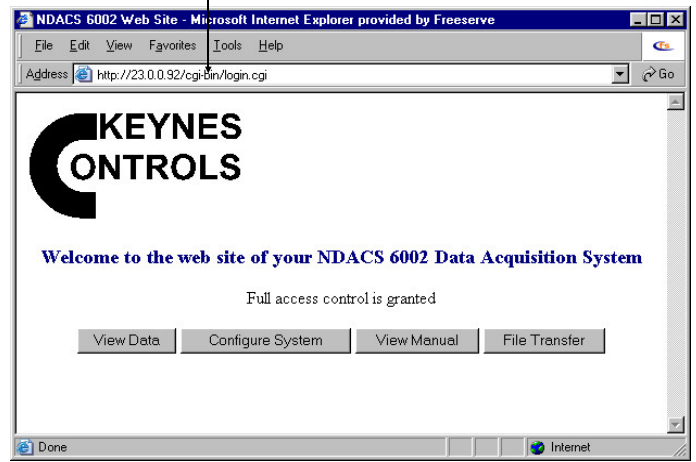 NDACS 6002 Web Site - Microsoft Internet Explorer provided by Freeserve
File Edit View Favorites Tools Help
Address http://23.0.0.92/cgi-bin/login.cgi Go
KEYNES
CONTROLS
Welcome to the web site of your NDACS 6002 Data Acquisition System
Full access control is granted
View Data Configure System View Manual File Transfer
Done Internet